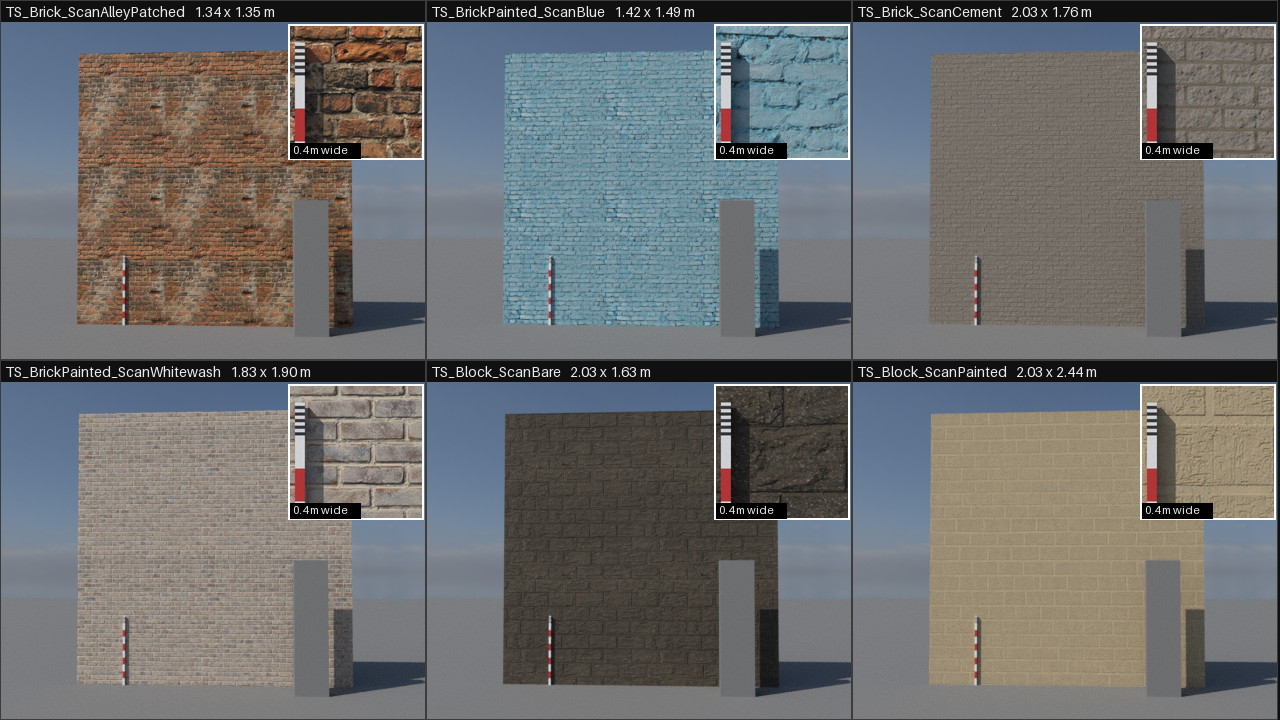 TS_Brick_ScanAlleyPatched 1.34 x 1.35 m
0.4m wide
TS_BrickPainted_ScanBlue 1.42 x 1.49 m
0.4m wide
TS_Brick_ScanCement 2.03 x 1.76 m
0.4m wide
TS_BrickPainted_ScanWhitewash 1.83 x 1.90 m
0.4m wide
TS_Block_ScanBare 2.03 x 1.63 m
0.4m wide
TS_Block_ScanPainted 2.03 x 2.44 m
0.4m wide